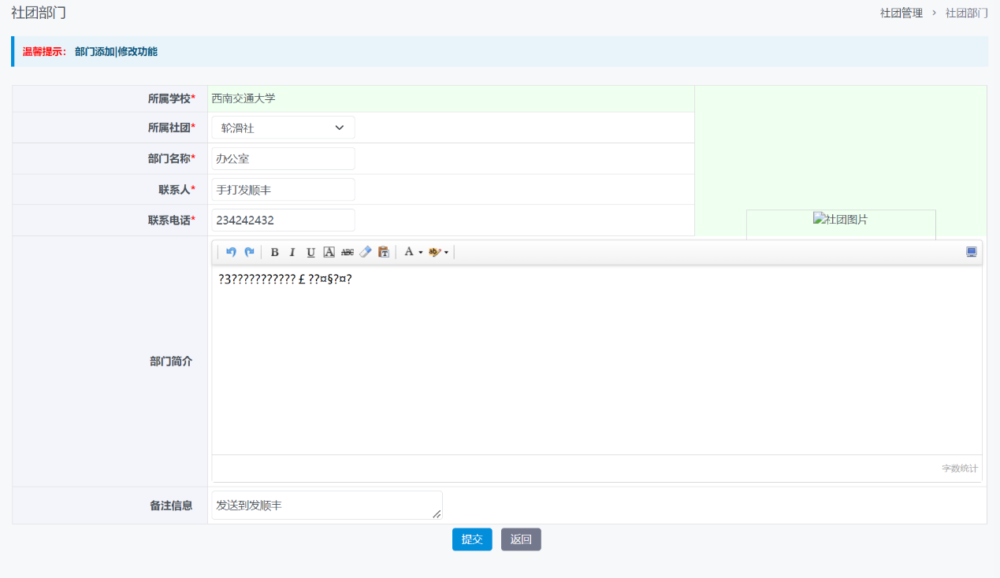 社团部门
社团管理 › 社团部门
温馨提示： 部门添加|修改功能
所属学校* 西南交通大学
所属社团* 轮滑社
部门名称* 办公室
联系人* 手打发顺丰
联系电话* 234242432
社团图片
B I U A ABC T A ab
?3???????????￡??¤§?¤?
部门简介
字数统计
备注信息 发送到发顺丰
提交 返回